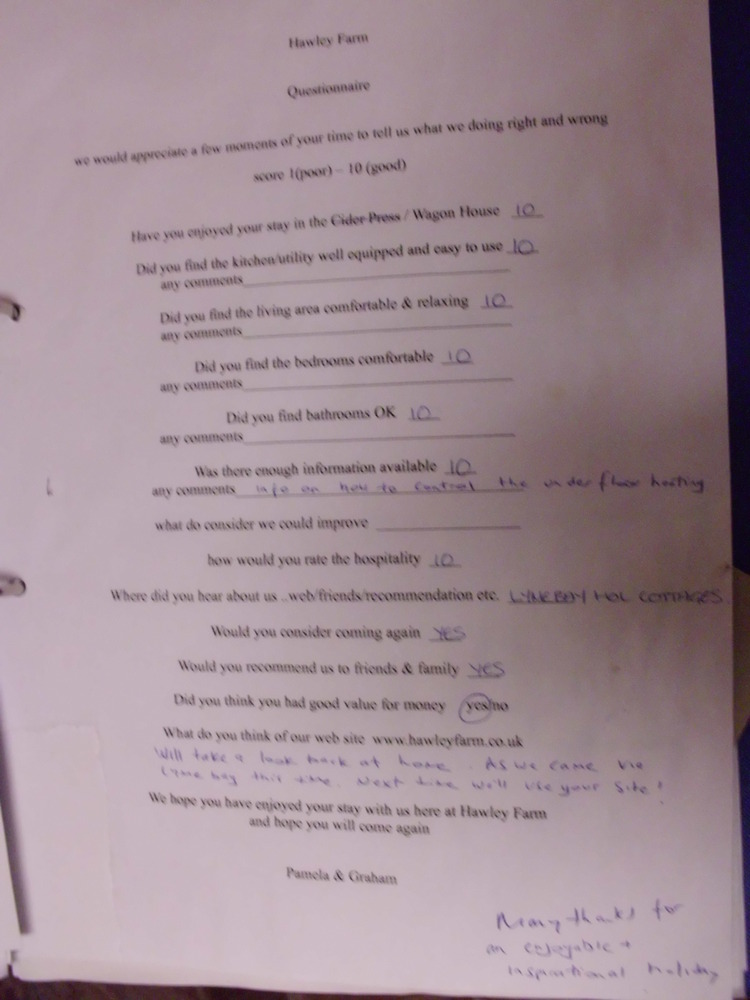 Hawley Farm
Questionnaire
we would appreciate a few moments of your time to tell us what we doing right and wrong
score 1(poor) – 10 (good)
Have you enjoyed your stay in the Cider Press / Wagon House 10
Did you find the kitchen/utility well equipped and easy to use 10
any comments
Did you find the living area comfortable & relaxing 10
any comments
Did you find the bedrooms comfortable 10
any comments
Did you find bathrooms OK 10
any comments
Was there enough information available 10
any comments info on how to control the underfloor heating
what do consider we could improve
how would you rate the hospitality 10
Where did you hear about us ..web/friends/recommendation etc. LYME BAY HOL COTTAGES
Would you consider coming again YES
Would you recommend us to friends & family YES
Did you think you had good value for money yes/no
What do you think of our web site www.hawleyfarm.co.uk
Will take a look back at home. As we came via
Lyme bay this time. Next time we'll use your site!
We hope you have enjoyed your stay with us here at Hawley Farm
and hope you will come again
Pamela & Graham
Many thanks for
an enjoyable +
inspirational holiday